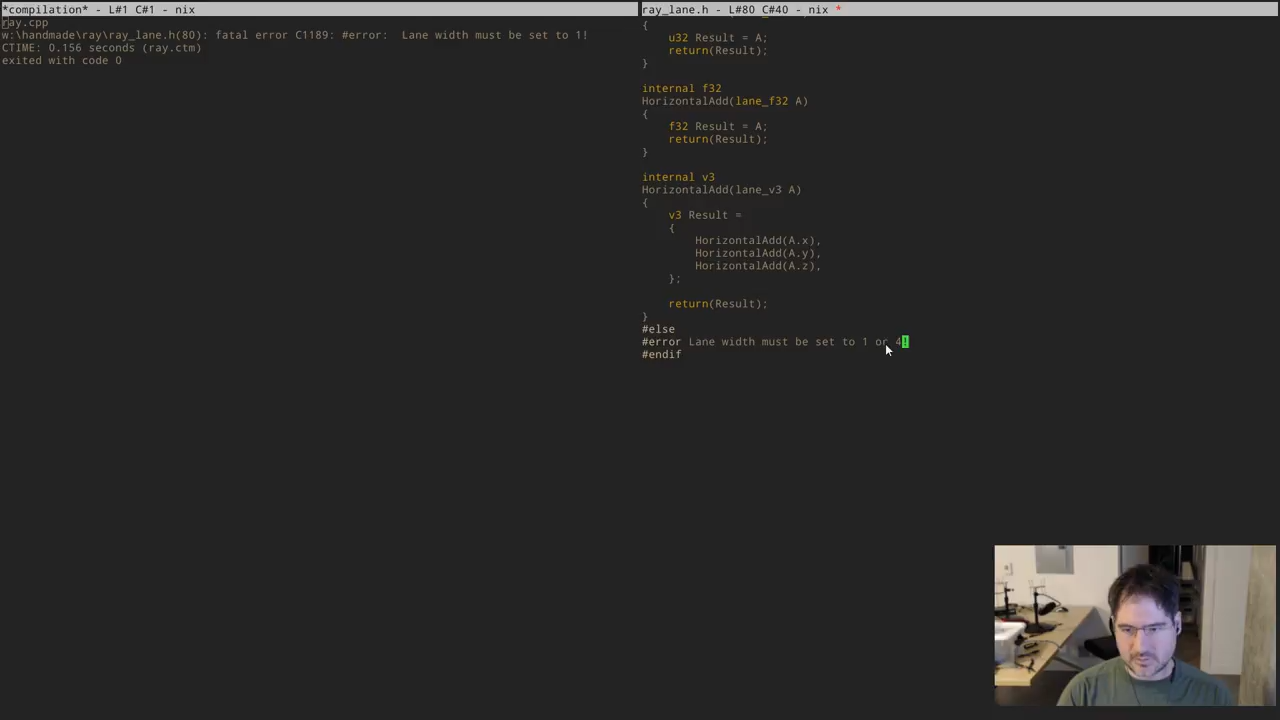 *compilation* - L#1 C#1 - nix
ray.cpp
w:\handmade\ray\ray_lane.h(80): fatal error C1189: #error:  Lane width must be set to 1!
CTIME: 0.156 seconds (ray.ctm)
exited with code 0
ray_lane.h - L#80 C#40 - nix *
{
    u32 Result = A;
    return(Result);
}
internal f32
HorizontalAdd(lane_f32 A)
{
    f32 Result = A;
    return(Result);
}
internal v3
HorizontalAdd(lane_v3 A)
{
    v3 Result =
    {
        HorizontalAdd(A.x),
        HorizontalAdd(A.y),
        HorizontalAdd(A.z),
    };
    return(Result);
}
#else
#error Lane width must be set to 1 or 4!
#endif